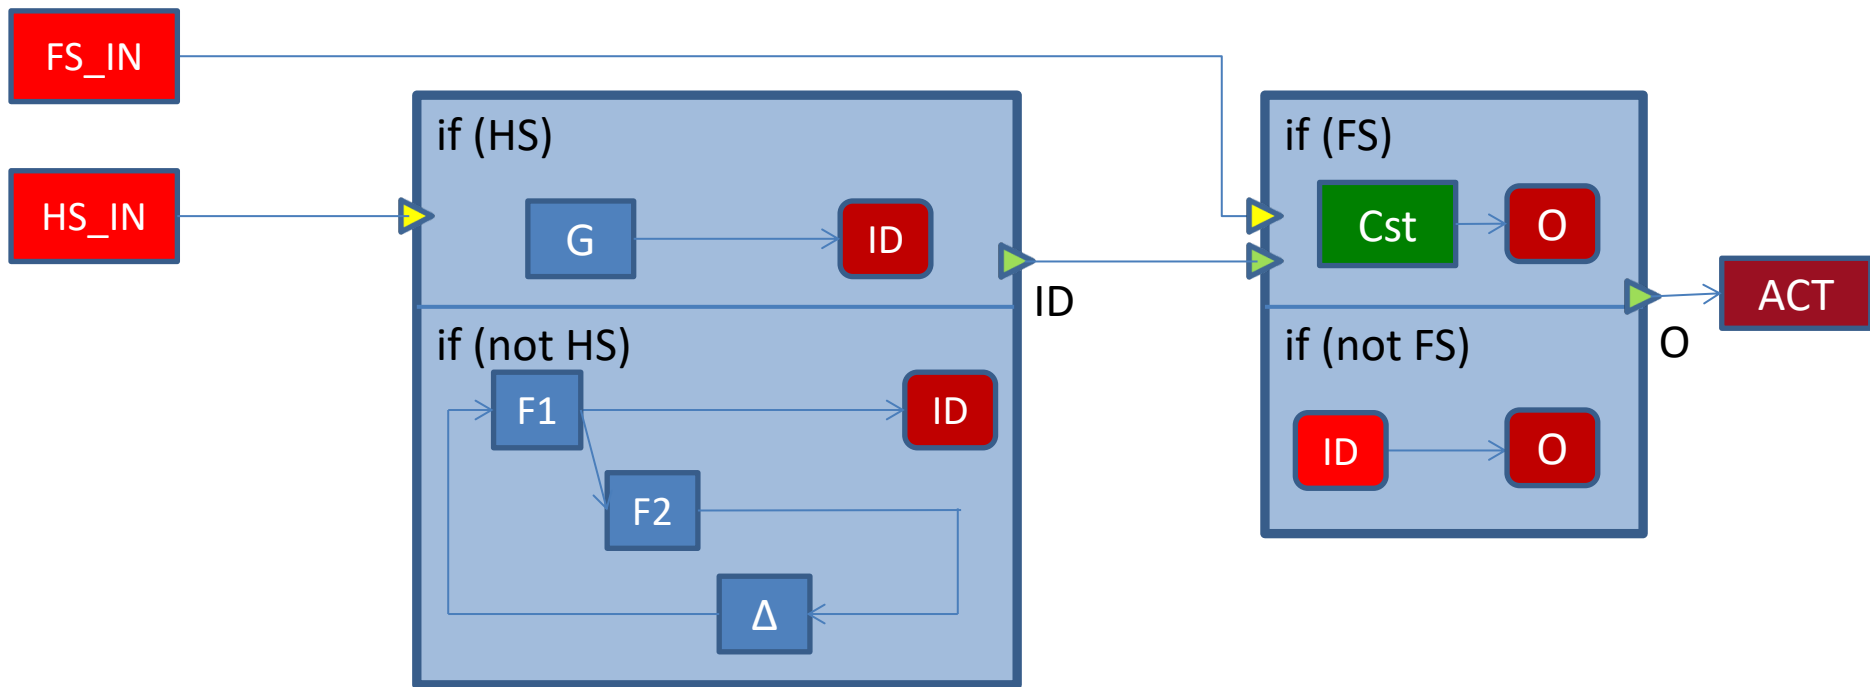 FS_IN
HS_IN
if (HS)
G
ID
ID
if (not HS)
F1
ID
F2
Δ
if (FS)
Cst
O
if (not FS)
ID
O
O
ACT